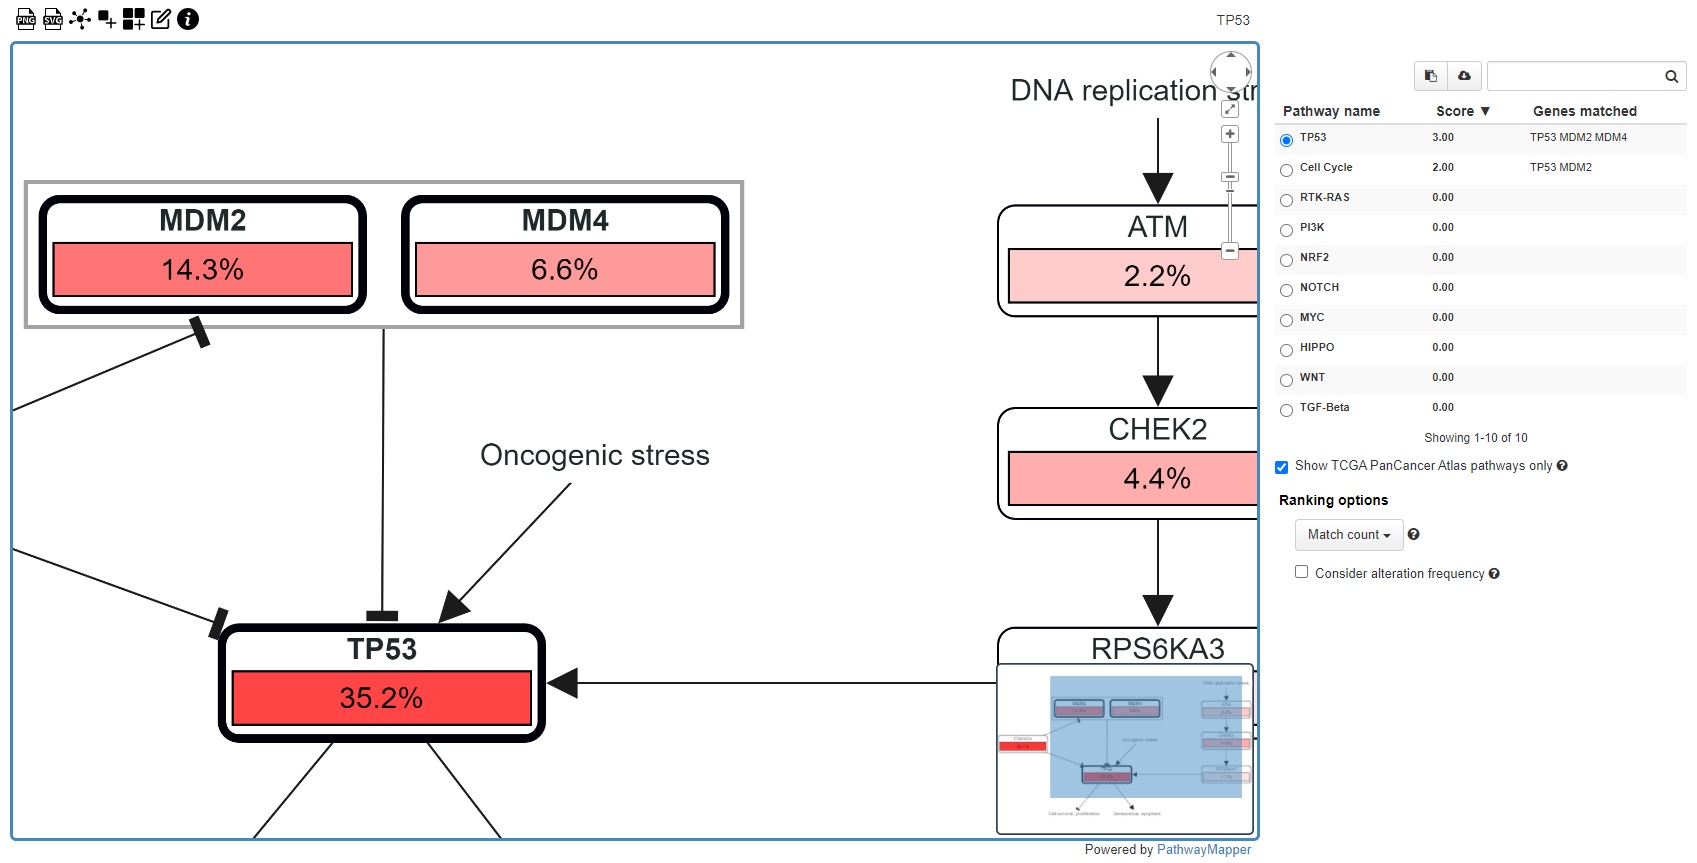 PNG SVG
TP53
DNA replication str
MDM2 MDM4
14.3% 6.6%
ATM
2.2%
CHEK2
4.4%
Oncogenic stress
TP53
35.2%
RPS6KA3
Powered by PathwayMapper
Pathway name Score ▼ Genes matched
TP53 3.00 TP53 MDM2 MDM4
Cell Cycle 2.00 TP53 MDM2
RTK-RAS 0.00
PI3K 0.00
NRF2 0.00
NOTCH 0.00
MYC 0.00
HIPPO 0.00
WNT 0.00
TGF-Beta 0.00
Showing 1-10 of 10
Show TCGA PanCancer Atlas pathways only
Ranking options
Match count
Consider alteration frequency